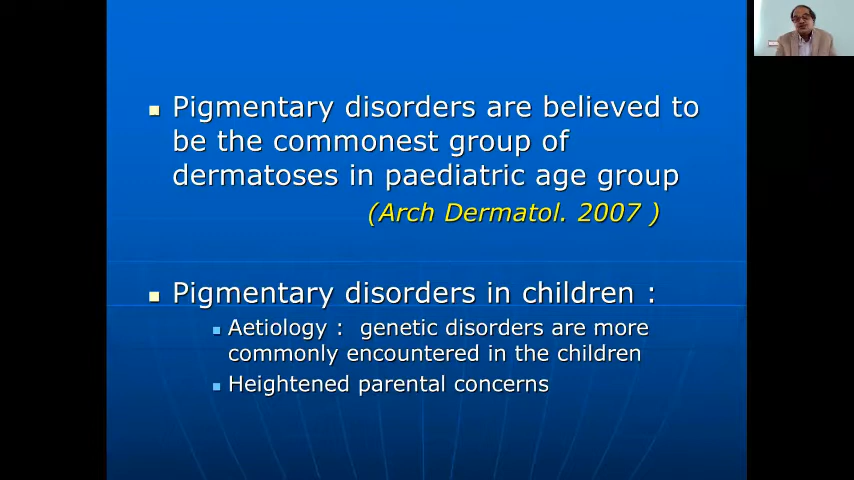 Pigmentary disorders are believed to
be the commonest group of
dermatoses in paediatric age group
(Arch Dermatol. 2007 )
Pigmentary disorders in children :
Aetiology : genetic disorders are more
commonly encountered in the children
Heightened parental concerns